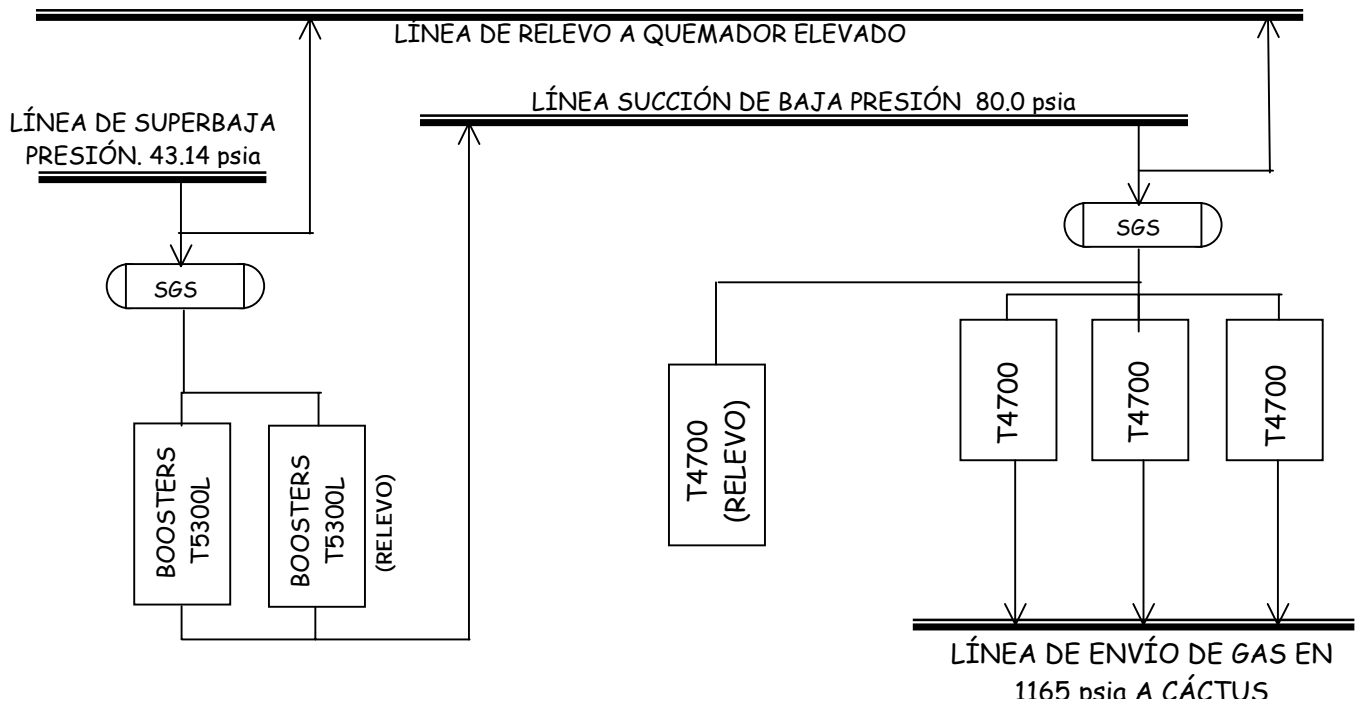 LÍNEA DE RELEVO A QUEMADOR ELEVADO
LÍNEA SUCCIÓN DE BAJA PRESIÓN 80.0 psia
LÍNEA DE SUPERBAJA
PRESIÓN. 43.14 psia
SGS
SGS
BOOSTERS
T5300L
BOOSTERS
T5300L
(RELEVO)
T4700
(RELEVO)
T4700
T4700
T4700
LÍNEA DE ENVÍO DE GAS EN
1165 psia A CÁCTUS